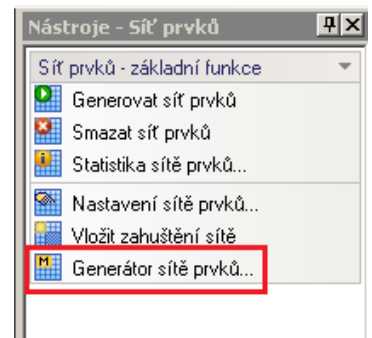 Nástroje - Síť prvků
Síť prvků - základní funkce
Generovat síť prvků
Smazat síť prvků
Statistika sítě prvků...
Nastavení sítě prvků...
Vložit zahuštění sítě
M
Generátor sítě prvků...